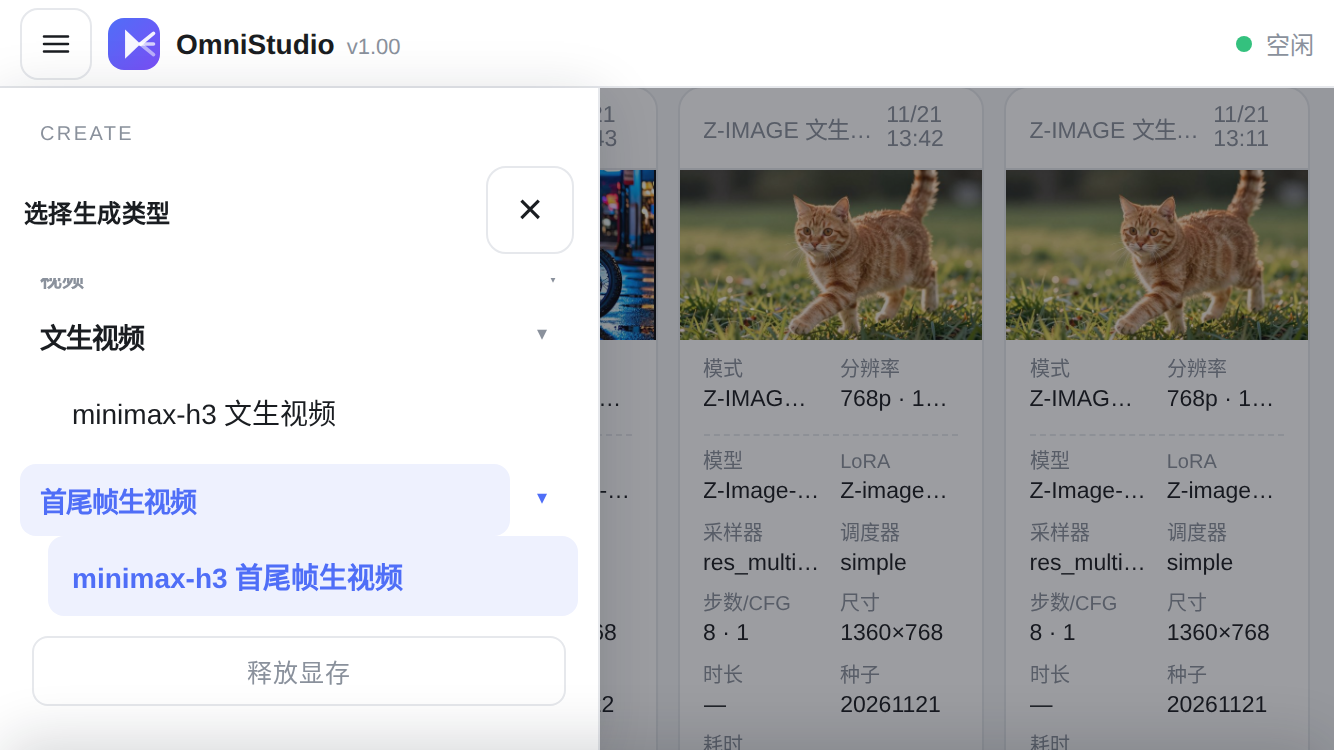 OmniStudio v1.00
空闲
CREATE
选择生成类型
视频
文生视频
minimax-h3 文生视频
首尾帧生视频
minimax-h3 首尾帧生视频
释放显存
Z-IMAGE 文生…
11/21
13:42
模式
分辨率
Z-IMAG…
768p · 1…
模型
LoRA
Z-Image-…
Z-image…
采样器
调度器
res_multi…
simple
步数/CFG
尺寸
8 · 1
1360×768
时长
种子
—
20261121
耗时
Z-IMAGE 文生…
11/21
13:11
模式
分辨率
Z-IMAG…
768p · 1…
模型
LoRA
Z-Image-…
Z-image…
采样器
调度器
res_multi…
simple
步数/CFG
尺寸
8 · 1
1360×768
时长
种子
—
20261121
耗时